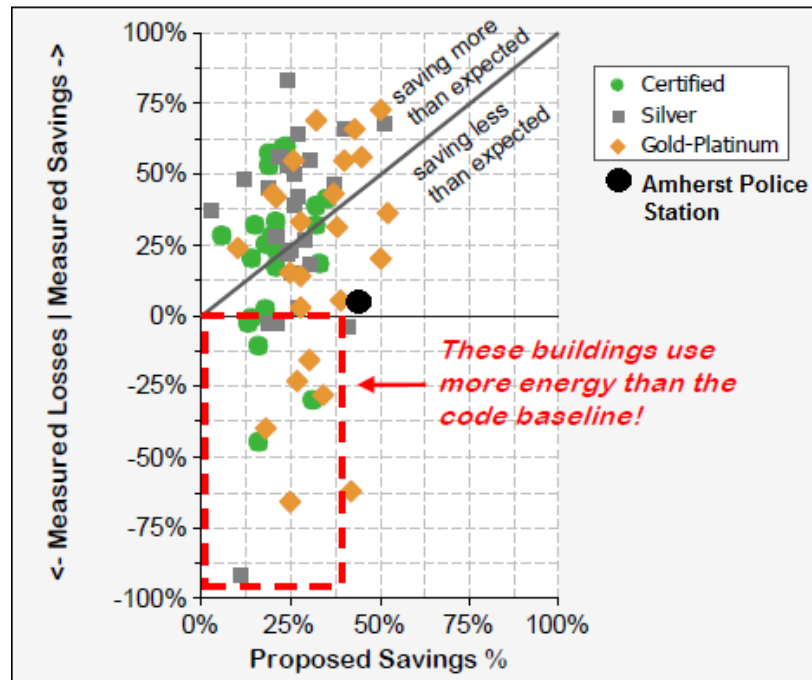 100%
75%
50%
25%
0%
-25%
-50%
-75%
-100%
<- Measured Losses | Measured Savings ->
saving more
than expected
saving less
than expected
Certified
Silver
Gold-Platinum
Amherst Police
Station
These buildings use
more energy than the
code baseline!
0%
25%
50%
75%
100%
Proposed Savings %